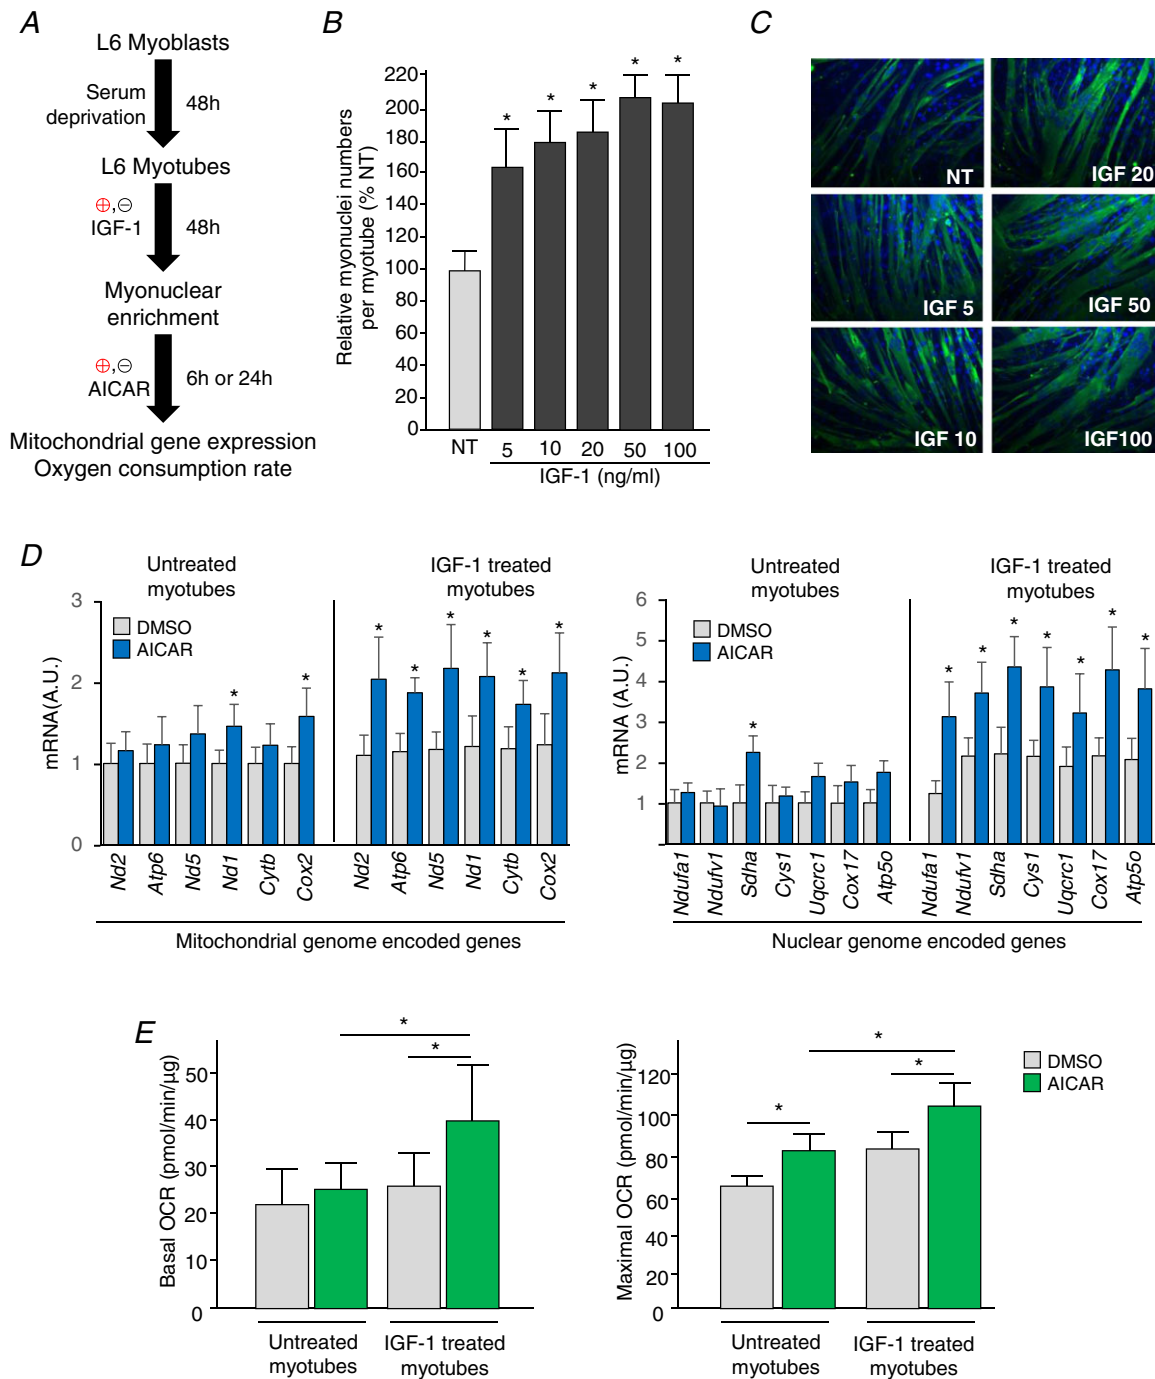 A
L6 Myoblasts
Serum
deprivation
48h
L6 Myotubes
⊕,⊖
IGF-1
48h
Myonuclear
enrichment
⊕,⊖
AICAR
6h or 24h
Mitochondrial gene expression
Oxygen consumption rate
B
Relative myonuclei numbers
per myotube (% NT)
220
200
180
160
140
120
100
80
60
40
20
0
* * * * *
NT 5 10 20 50 100
IGF-1 (ng/ml)
C
NT
IGF 20
IGF 5
IGF 50
IGF 10
IGF100
D
Untreated
myotubes
IGF-1 treated
myotubes
mRNA(A.U.)
3
2
1
0
DMSO
AICAR
* * * * * * * *
Nd2 Atp6 Nd5 Nd1 Cytb Cox2
Nd2 Atp6 Nd5 Nd1 Cytb Cox2
Mitochondrial genome encoded genes
Untreated
myotubes
IGF-1 treated
myotubes
mRNA (A.U.)
6
5
4
3
2
1
DMSO
AICAR
* * * * * * * *
Ndufa1 Ndufv1 Sdha Cys1 Uqcrc1 Cox17 Atp5o
Ndufa1 Ndufv1 Sdha Cys1 Uqcrc1 Cox17 Atp5o
Nuclear genome encoded genes
E
Basal OCR (pmol/min/µg)
50
40
30
20
10
0
*
*
Untreated
myotubes
IGF-1 treated
myotubes
Maximal OCR (pmol/min/µg)
120
100
80
60
40
20
0
*
*
*
Untreated
myotubes
IGF-1 treated
myotubes
DMSO
AICAR